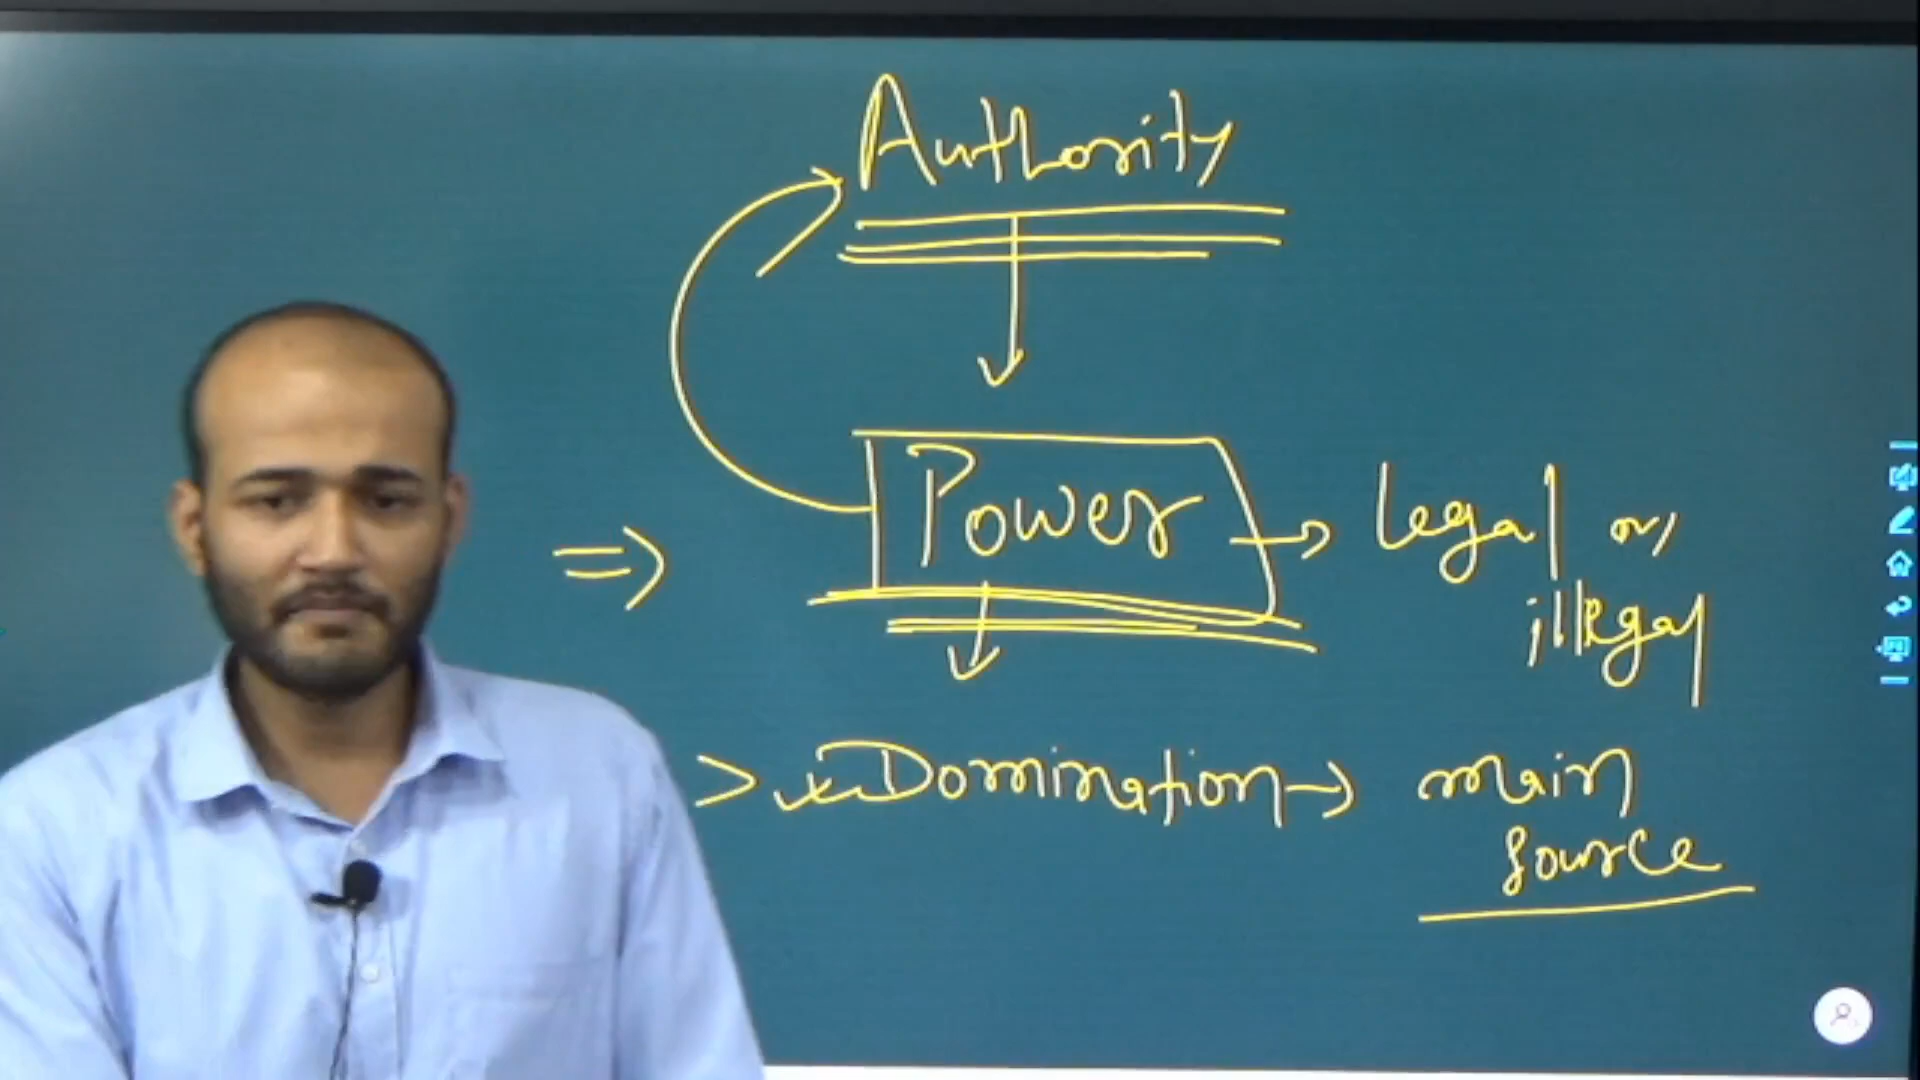 Authority
Power
legal or
illegal
Domination
main
source